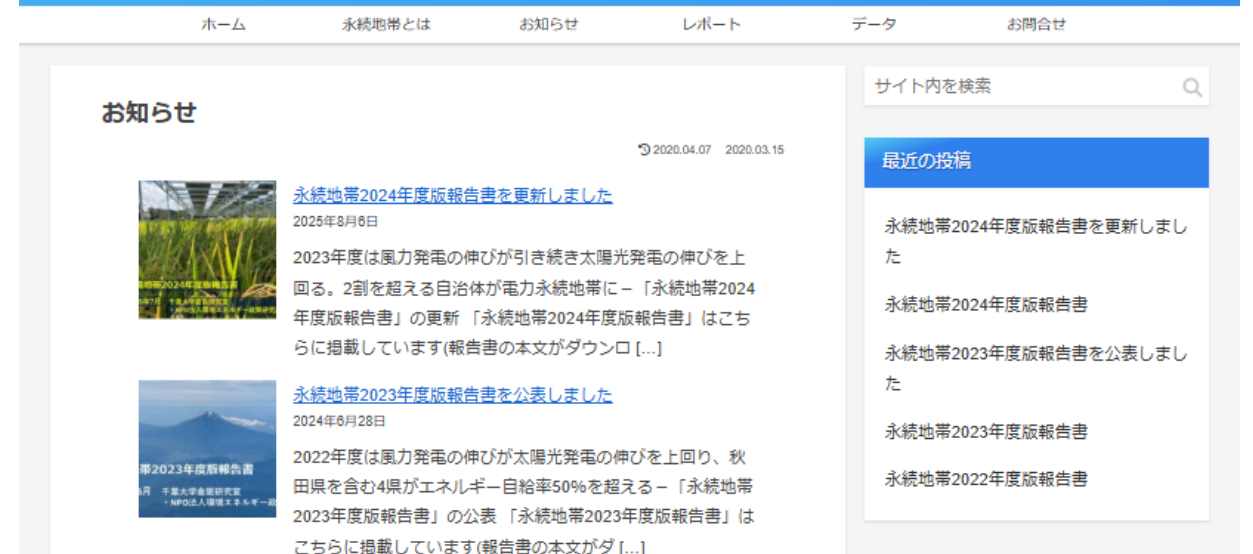 ホーム 永続地帯とは お知らせ レポート データ お問合せ
お知らせ
2020.04.07 2020.03.15
永続地帯2024年度版報告書を更新しました
2025年8月6日
2023年度は風力発電の伸びが引き続き太陽光発電の伸びを上
回る。2割を超える自治体が電力永続地帯に – 「永続地帯2024
年度版報告書」の更新 「永続地帯2024年度版報告書」はこち
らに掲載しています(報告書の本文がダウンロ [...]
永続地帯2023年度版報告書を公表しました
2024年6月28日
帯2023年度版報告書
千葉大学倉阪研究室
2022年度は風力発電の伸びが太陽光発電の伸びを上回り、秋
田県を含む4県がエネルギー自給率50%を超える – 「永続地帯
2023年度版報告書」の公表 「永続地帯2023年度版報告書」は
こちらに掲載しています(報告書の本文がダ [...]
サイト内を検索
最近の投稿
永続地帯2024年度版報告書を更新しまし
た
永続地帯2024年度版報告書
永続地帯2023年度版報告書を公表しまし
た
永続地帯2023年度版報告書
永続地帯2022年度版報告書